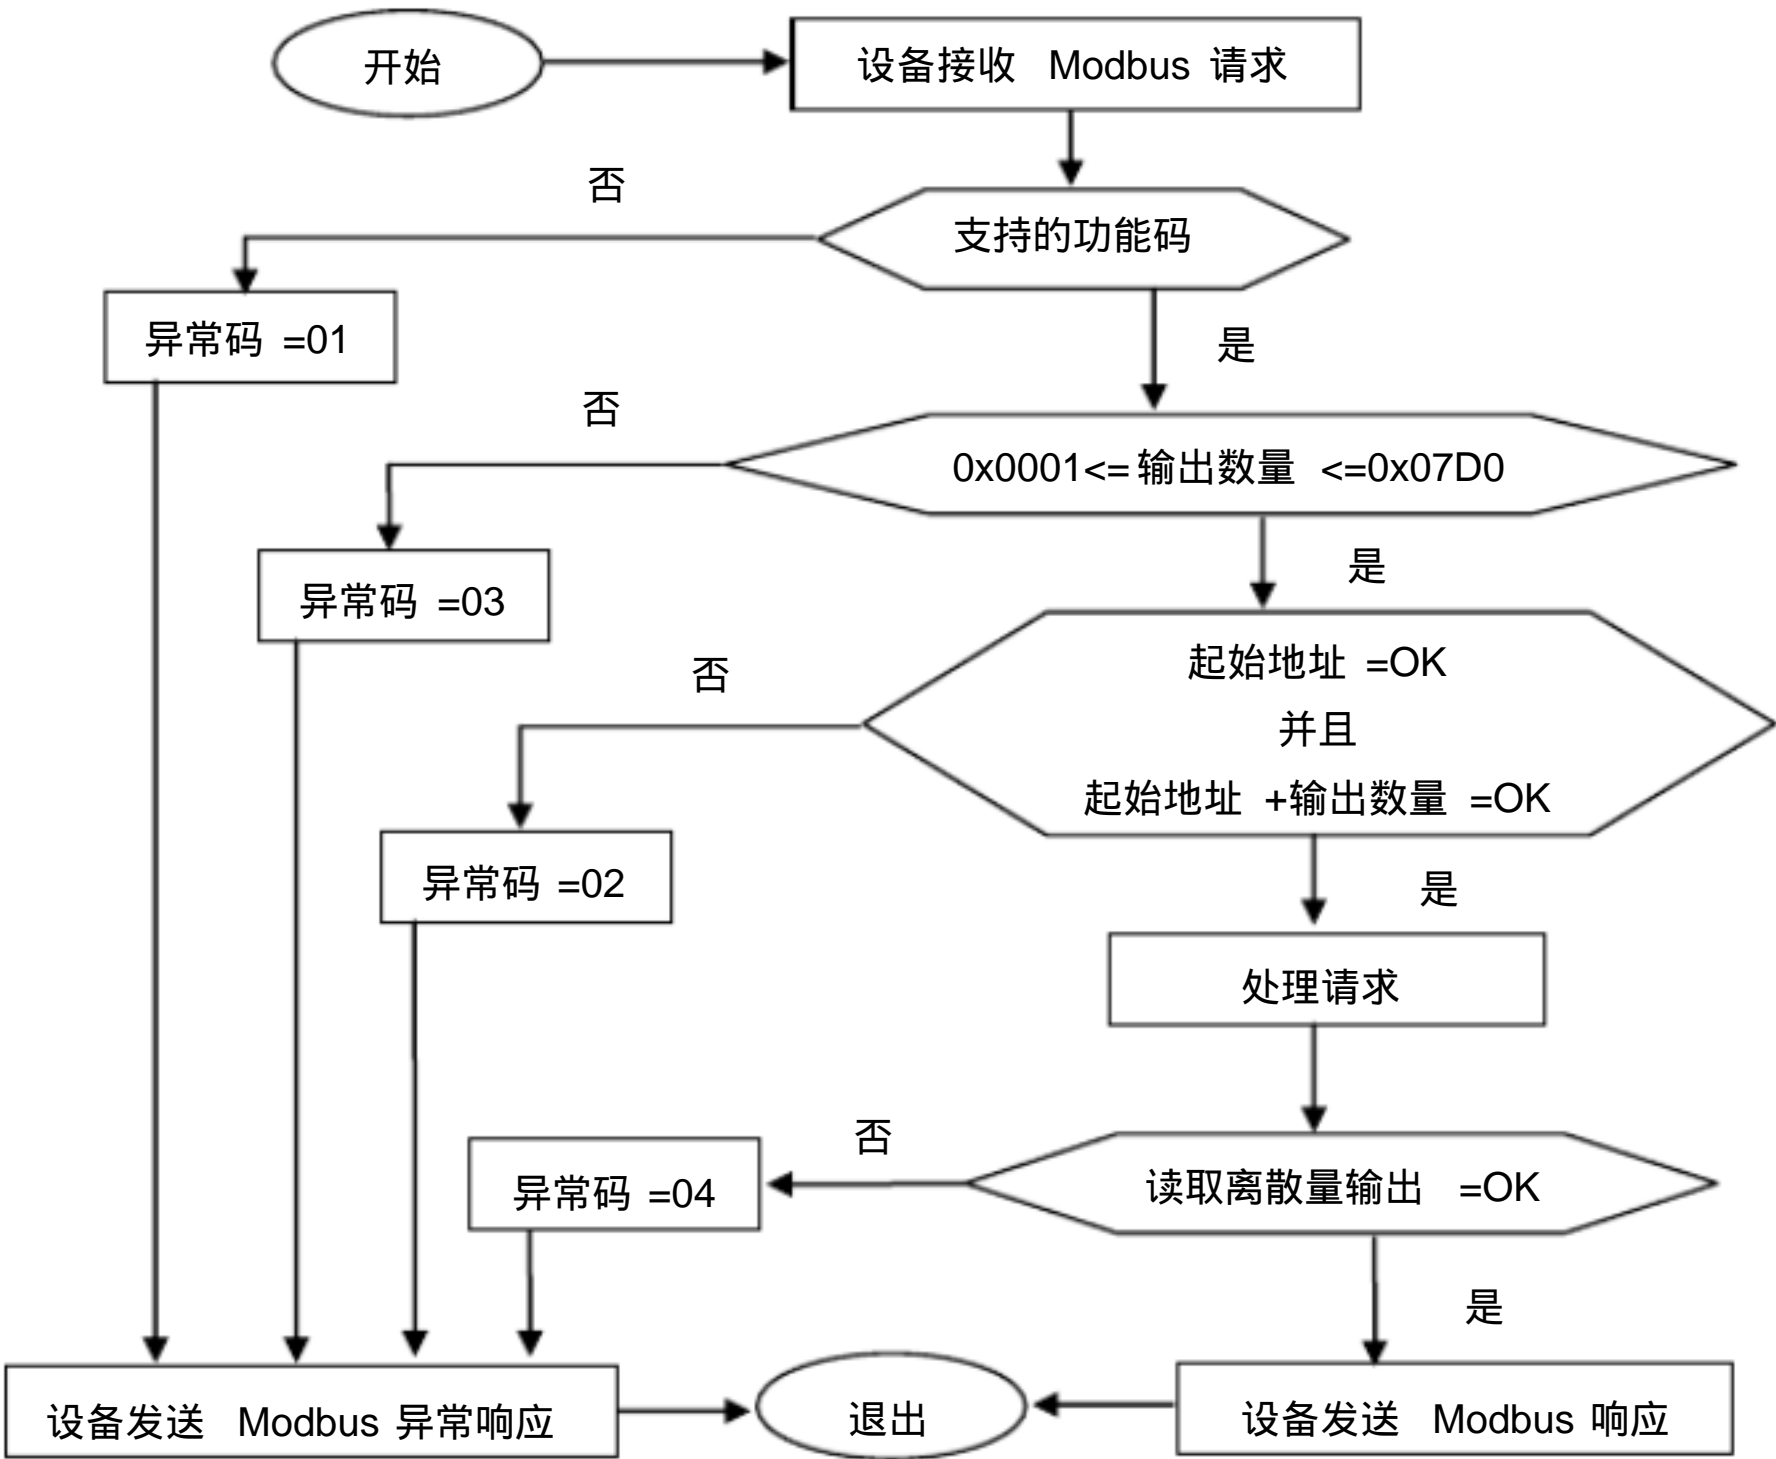 开始
设备接收 Modbus 请求
否
支持的功能码
异常码 =01
是
否
0x0001<=输出数量 <=0x07D0
是
异常码 =03
起始地址 =OK
否
并且
起始地址 +输出数量 =OK
异常码 =02
是
处理请求
否
异常码 =04
读取离散量输出 =OK
是
设备发送 Modbus 异常响应
退出
设备发送 Modbus 响应